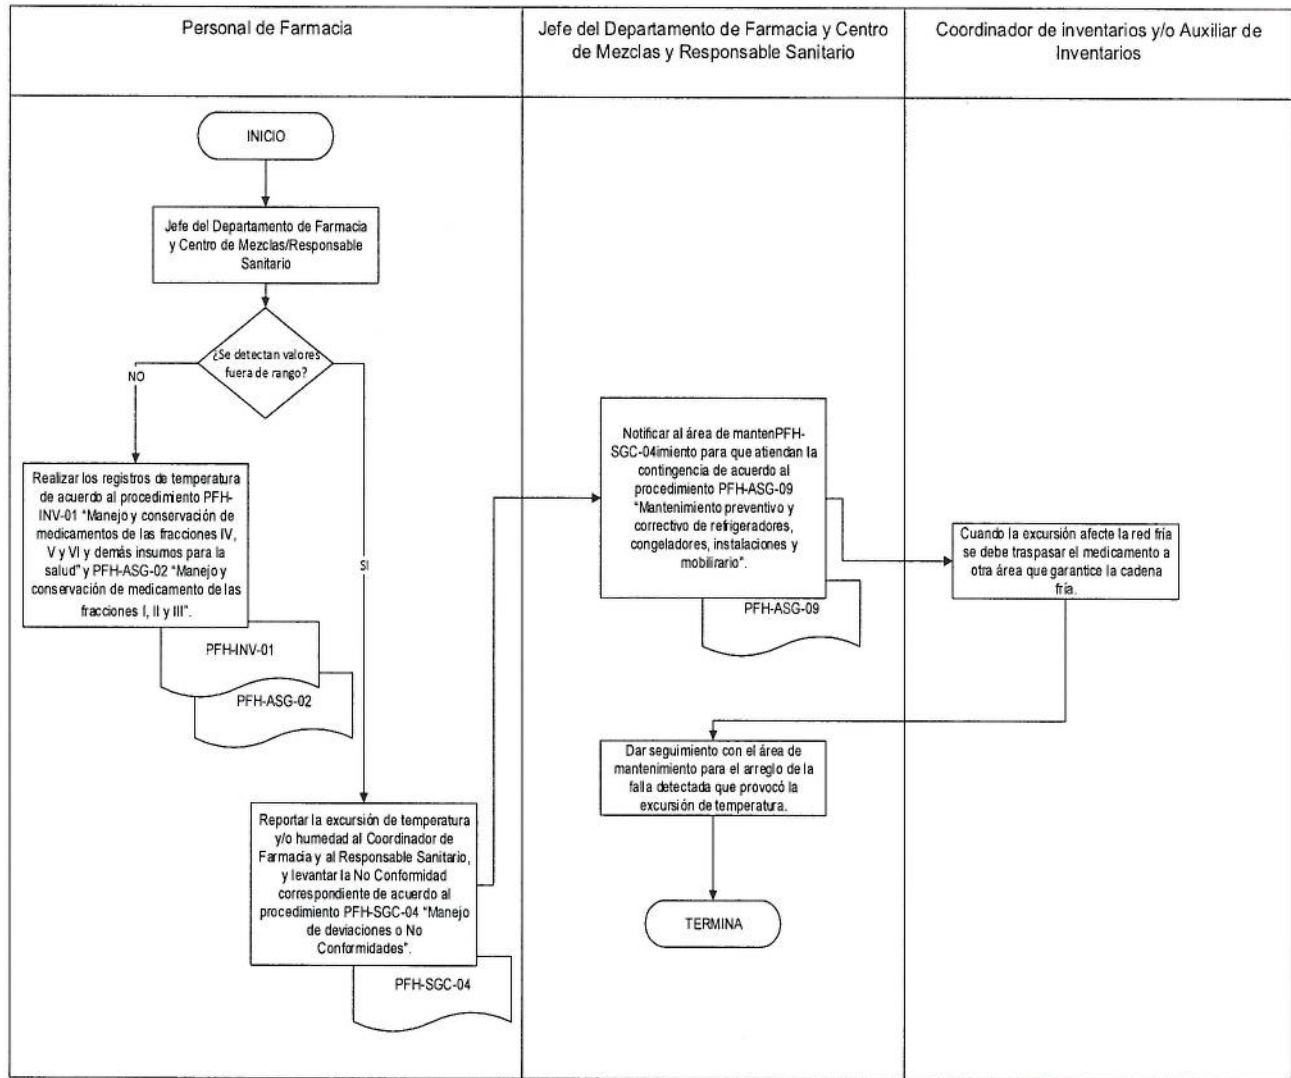 Personal de Farmacia
Jefe del Departamento de Farmacia y Centro
de Mezclas y Responsable Sanitario
Coordinador de inventarios y/o Auxiliar de
Inventarios
INICIO
Jefe del Departamento de Farmacia
y Centro de Mezclas/Responsable
Sanitario
¿Se detectan valores
fuera de rango?
NO
SI
Realizar los registros de temperatura
de acuerdo al procedimiento PFH-
INV-01 "Manejo y conservación de
medicamentos de las fracciones IV,
V y VI y demás insumos para la
salud" y PFH-ASG-02 "Manejo y
conservación de medicamento de las
fracciones I, II y III".
PFH-INV-01
PFH-ASG-02
Reportar la excursión de temperatura
y/o humedad al Coordinador de
Farmacia y al Responsable Sanitario,
y levantar la No Conformidad
correspondiente de acuerdo al
procedimiento PFH-SGC-04 "Manejo
de deviaciones o No
Conformidades".
PFH-SGC-04
Notificar al área de mantenPFH-
SGC-04imiento para que atiendan la
contingencia de acuerdo al
procedimiento PFH-ASG-09
"Mantenimiento preventivo y
correctivo de refrigeradores,
congeladores, instalaciones y
mobilirario".
PFH-ASG-09
Cuando la excursión afecte la red fría
se debe traspasar el medicamento a
otra área que garantice la cadena
fría.
Dar seguimiento con el área de
mantenimiento para el arreglo de la
falla detectada que provocó la
excursión de temperatura.
TERMINA